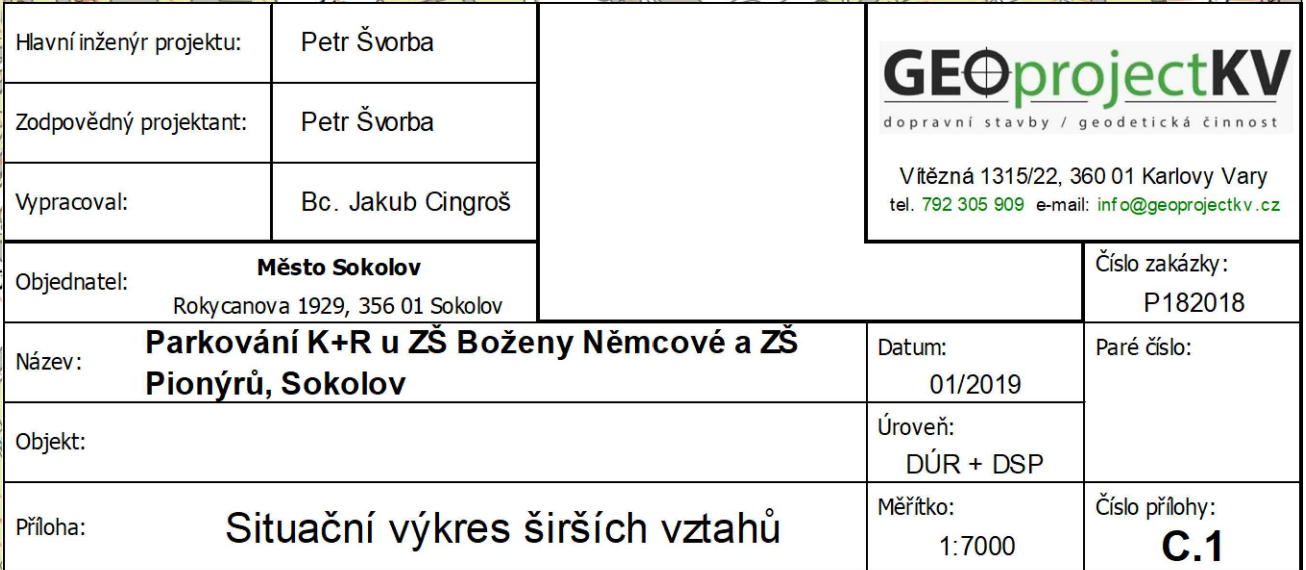 Hlavní inženýr projektu:
Petr Švorba
GEOprojectKV
dopravní stavby / geodetická činnost
Zodpovědný projektant:
Petr Švorba
Vítězná 1315/22, 360 01 Karlovy Vary
tel. 792 305 909 e-mail: info@geoprojectkv.cz
Vypracoval:
Bc. Jakub Cingroš
Objednatel:
Město Sokolov
Rokycanova 1929, 356 01 Sokolov
Číslo zakázky:
P182018
Název:
Parkování K+R u ZŠ Boženy Němcové a ZŠ
Pionýrů, Sokolov
Datum:
01/2019
Paré číslo:
Objekt:
Úroveň:
DÚR + DSP
Příloha:
Situační výkres širších vztahů
Měřítko:
1:7000
Číslo přílohy:
C.1